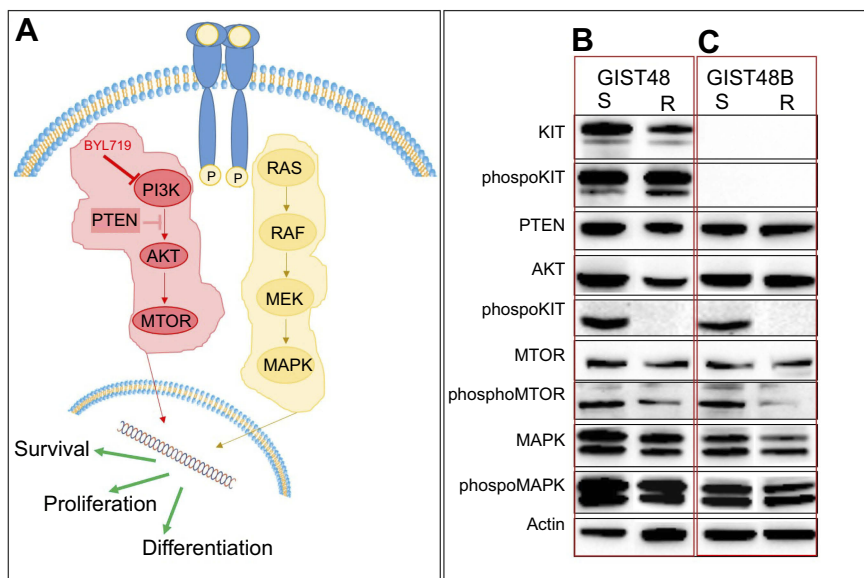 A
BYL719
PI3K
PTEN
AKT
MTOR
P P
RAS
RAF
MEK
MAPK
Survival
Proliferation
Differentiation
B C
GIST48 GIST48B
S R S R
KIT
phospoKIT
PTEN
AKT
phospoKIT
MTOR
phosphoMTOR
MAPK
phospoMAPK
Actin